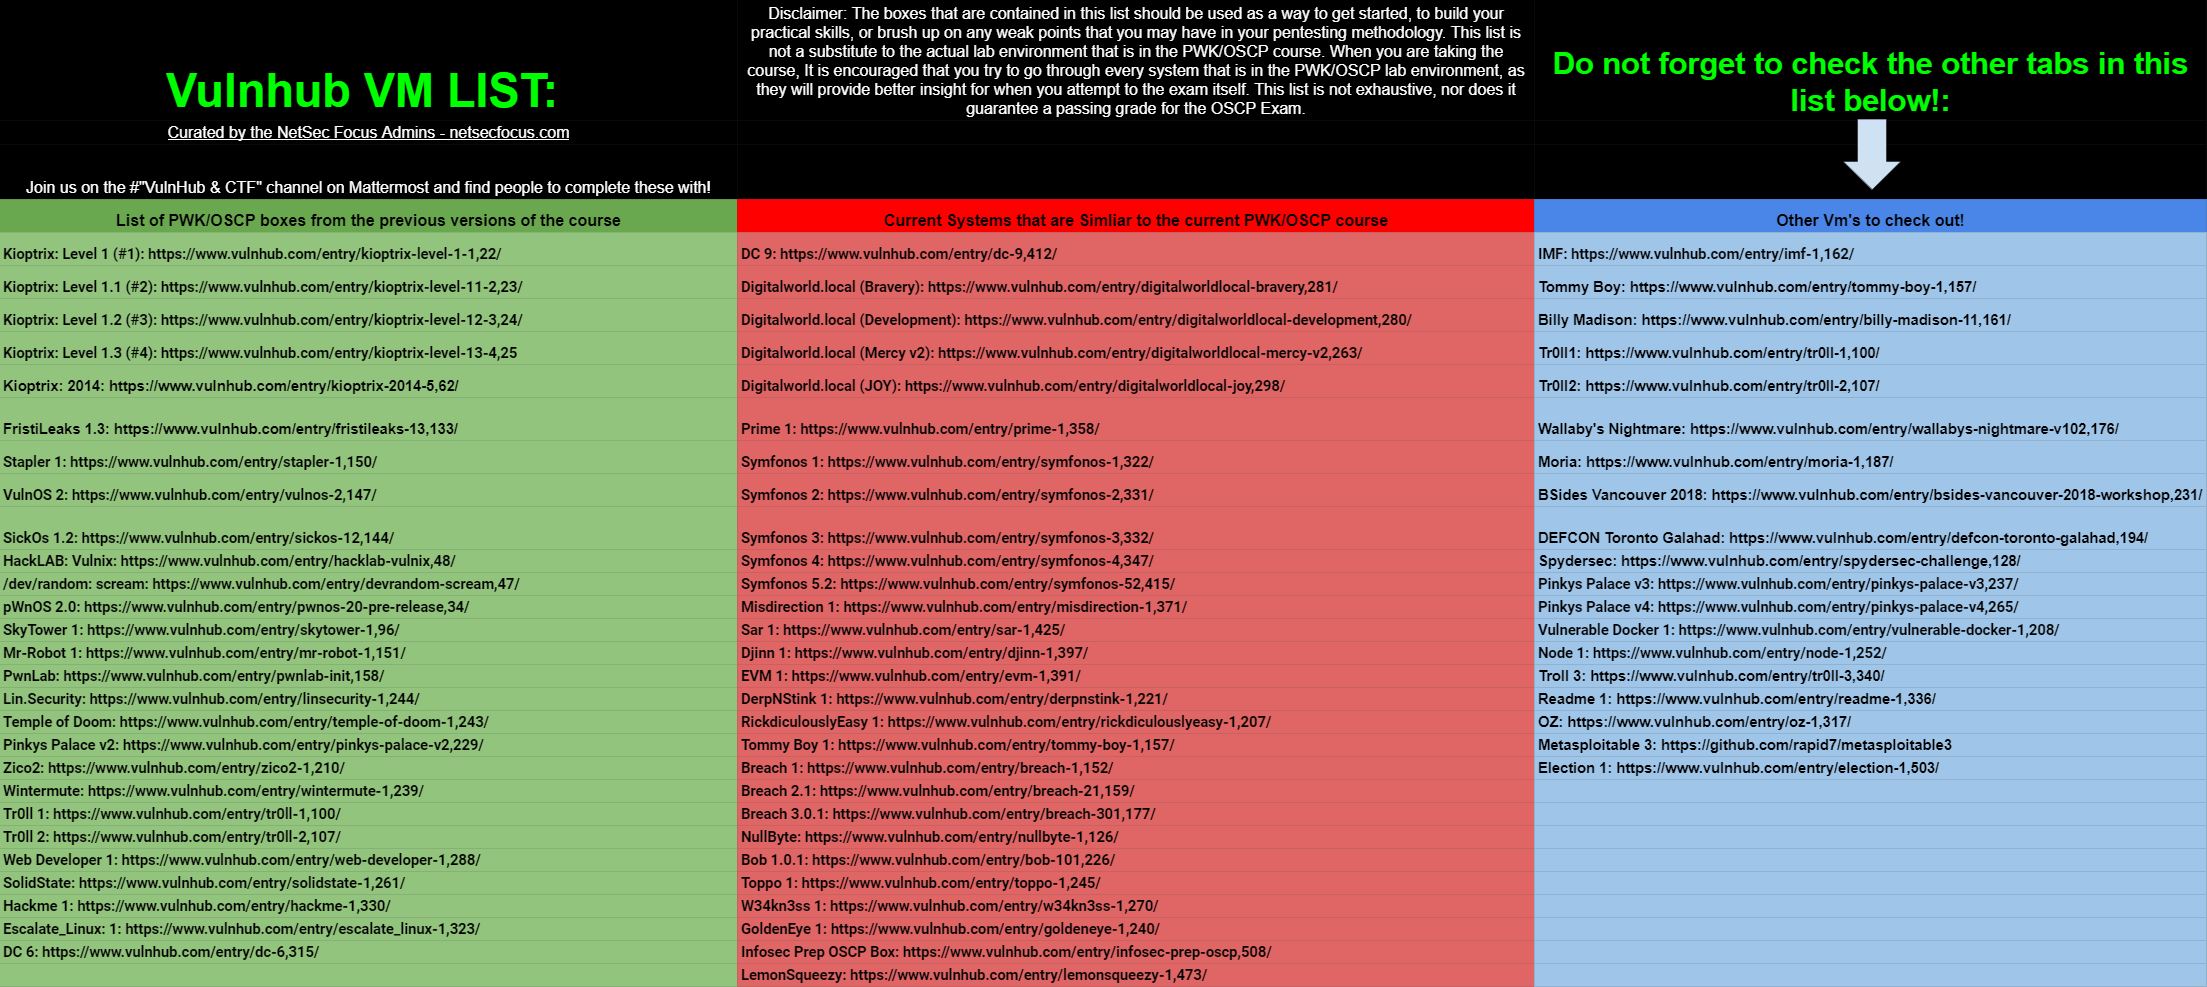 Vulnhub VM LIST:
Curated by the NetSec Focus Admins - netsecfocus.com
Join us on the #"VulnHub & CTF" channel on Mattermost and find people to complete these with!
Disclaimer: The boxes that are contained in this list should be used as a way to get started, to build your
practical skills, or brush up on any weak points that you may have in your pentesting methodology. This list is
not a substitute to the actual lab environment that is in the PWK/OSCP course. When you are taking the
course, It is encouraged that you try to go through every system that is in the PWK/OSCP lab environment, as
they will provide better insight for when you attempt to the exam itself. This list is not exhaustive, nor does it
guarantee a passing grade for the OSCP Exam.
Do not forget to check the other tabs in this
list below!:
List of PWK/OSCP boxes from the previous versions of the course
Kioptrix: Level 1 (#1): https://www.vulnhub.com/entry/kioptrix-level-1-1,22/
Kioptrix: Level 1.1 (#2): https://www.vulnhub.com/entry/kioptrix-level-11-2,23/
Kioptrix: Level 1.2 (#3): https://www.vulnhub.com/entry/kioptrix-level-12-3,24/
Kioptrix: Level 1.3 (#4): https://www.vulnhub.com/entry/kioptrix-level-13-4,25
Kioptrix: 2014: https://www.vulnhub.com/entry/kioptrix-2014-5,62/
FristiLeaks 1.3: https://www.vulnhub.com/entry/fristileaks-13,133/
Stapler 1: https://www.vulnhub.com/entry/stapler-1,150/
VulnOS 2: https://www.vulnhub.com/entry/vulnos-2,147/
SickOs 1.2: https://www.vulnhub.com/entry/sickos-12,144/
HackLAB: Vulnix: https://www.vulnhub.com/entry/hacklab-vulnix,48/
/dev/random: scream: https://www.vulnhub.com/entry/devrandom-scream,47/
pWnOS 2.0: https://www.vulnhub.com/entry/pwnos-20-pre-release,34/
SkyTower 1: https://www.vulnhub.com/entry/skytower-1,96/
Mr-Robot 1: https://www.vulnhub.com/entry/mr-robot-1,151/
PwnLab: https://www.vulnhub.com/entry/pwnlab-init,158/
Lin.Security: https://www.vulnhub.com/entry/linsecurity-1,244/
Temple of Doom: https://www.vulnhub.com/entry/temple-of-doom-1,243/
Pinkys Palace v2: https://www.vulnhub.com/entry/pinkys-palace-v2,229/
Zico2: https://www.vulnhub.com/entry/zico2-1,210/
Wintermute: https://www.vulnhub.com/entry/wintermute-1,239/
Tr0ll 1: https://www.vulnhub.com/entry/tr0ll-1,100/
Tr0ll 2: https://www.vulnhub.com/entry/tr0ll-2,107/
Web Developer 1: https://www.vulnhub.com/entry/web-developer-1,288/
SolidState: https://www.vulnhub.com/entry/solidstate-1,261/
Hackme 1: https://www.vulnhub.com/entry/hackme-1,330/
Escalate_Linux: 1: https://www.vulnhub.com/entry/escalate_linux-1,323/
DC 6: https://www.vulnhub.com/entry/dc-6,315/
Current Systems that are Simliar to the current PWK/OSCP course
DC 9: https://www.vulnhub.com/entry/dc-9,412/
Digitalworld.local (Bravery): https://www.vulnhub.com/entry/digitalworldlocal-bravery,281/
Digitalworld.local (Development): https://www.vulnhub.com/entry/digitalworldlocal-development,280/
Digitalworld.local (Mercy v2): https://www.vulnhub.com/entry/digitalworldlocal-mercy-v2,263/
Digitalworld.local (JOY): https://www.vulnhub.com/entry/digitalworldlocal-joy,298/
Prime 1: https://www.vulnhub.com/entry/prime-1,358/
Symfonos 1: https://www.vulnhub.com/entry/symfonos-1,322/
Symfonos 2: https://www.vulnhub.com/entry/symfonos-2,331/
Symfonos 3: https://www.vulnhub.com/entry/symfonos-3,332/
Symfonos 4: https://www.vulnhub.com/entry/symfonos-4,347/
Symfonos 5.2: https://www.vulnhub.com/entry/symfonos-52,415/
Misdirection 1: https://www.vulnhub.com/entry/misdirection-1,371/
Sar 1: https://www.vulnhub.com/entry/sar-1,425/
Djinn 1: https://www.vulnhub.com/entry/djinn-1,397/
EVM 1: https://www.vulnhub.com/entry/evm-1,391/
DerpNStink 1: https://www.vulnhub.com/entry/derpnstink-1,221/
RickdiculouslyEasy 1: https://www.vulnhub.com/entry/rickdiculouslyeasy-1,207/
Tommy Boy 1: https://www.vulnhub.com/entry/tommy-boy-1,157/
Breach 1: https://www.vulnhub.com/entry/breach-1,152/
Breach 2.1: https://www.vulnhub.com/entry/breach-21,159/
Breach 3.0.1: https://www.vulnhub.com/entry/breach-301,177/
NullByte: https://www.vulnhub.com/entry/nullbyte-1,126/
Bob 1.0.1: https://www.vulnhub.com/entry/bob-101,226/
Toppo 1: https://www.vulnhub.com/entry/toppo-1,245/
W34kn3ss 1: https://www.vulnhub.com/entry/w34kn3ss-1,270/
GoldenEye 1: https://www.vulnhub.com/entry/goldeneye-1,240/
Infosec Prep OSCP Box: https://www.vulnhub.com/entry/infosec-prep-oscp,508/
LemonSqueezy: https://www.vulnhub.com/entry/lemonsqueezy-1,473/
Other Vm's to check out!
IMF: https://www.vulnhub.com/entry/imf-1,162/
Tommy Boy: https://www.vulnhub.com/entry/tommy-boy-1,157/
Billy Madison: https://www.vulnhub.com/entry/billy-madison-11,161/
Tr0ll1: https://www.vulnhub.com/entry/tr0ll-1,100/
Tr0ll2: https://www.vulnhub.com/entry/tr0ll-2,107/
Wallaby's Nightmare: https://www.vulnhub.com/entry/wallabys-nightmare-v102,176/
Moria: https://www.vulnhub.com/entry/moria-1,187/
BSides Vancouver 2018: https://www.vulnhub.com/entry/bsides-vancouver-2018-workshop,231/
DEFCON Toronto Galahad: https://www.vulnhub.com/entry/defcon-toronto-galahad,194/
Spydersec: https://www.vulnhub.com/entry/spydersec-challenge,128/
Pinkys Palace v3: https://www.vulnhub.com/entry/pinkys-palace-v3,237/
Pinkys Palace v4: https://www.vulnhub.com/entry/pinkys-palace-v4,265/
Vulnerable Docker 1: https://www.vulnhub.com/entry/vulnerable-docker-1,208/
Node 1: https://www.vulnhub.com/entry/node-1,252/
Troll 3: https://www.vulnhub.com/entry/tr0ll-3,340/
Readme 1: https://www.vulnhub.com/entry/readme-1,336/
OZ: https://www.vulnhub.com/entry/oz-1,317/
Metasploitable 3: https://github.com/rapid7/metasploitable3
Election 1: https://www.vulnhub.com/entry/election-1,503/